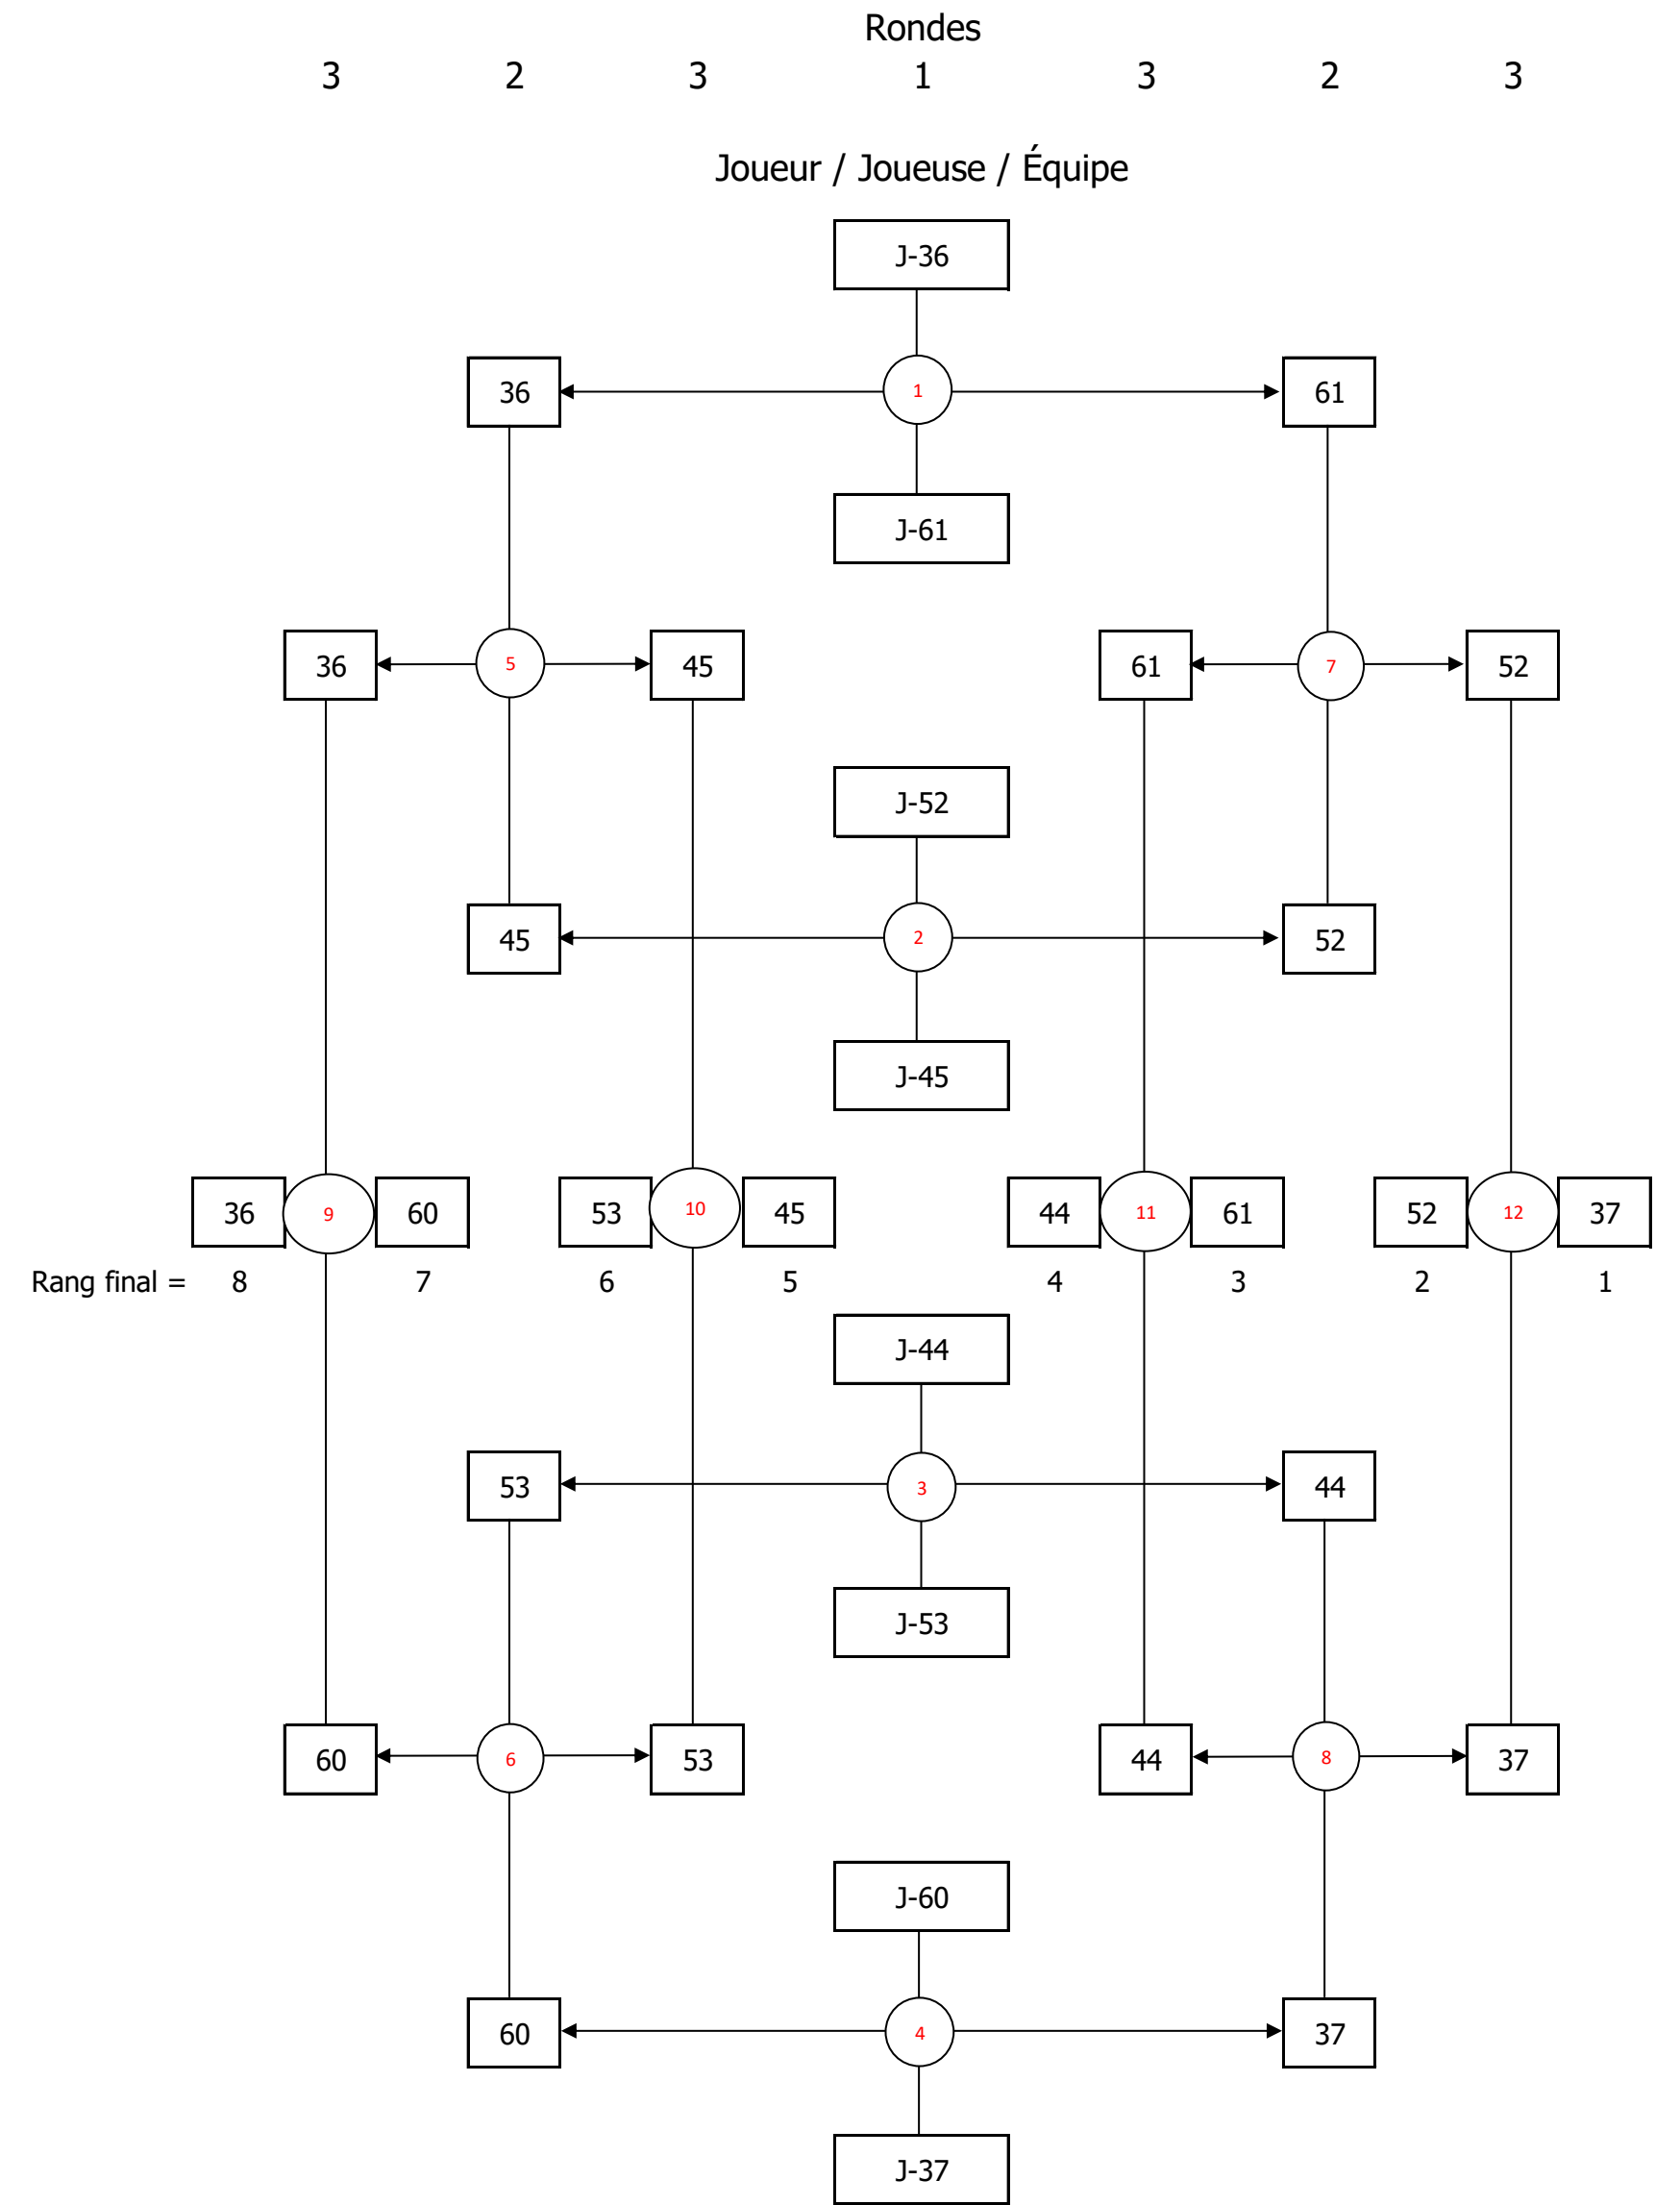 Rondes
3 2 3 1 3 2 3
Joueur / Joueuse / Équipe
J-36
36 1 61
J-61
36 5 45 61 7 52
J-52
45 2 52
J-45
36 9 60 53 10 45 44 11 61 52 12 37
Rang final = 8 7 6 5 4 3 2 1
J-44
53 3 44
J-53
60 6 53 44 8 37
J-60
60 4 37
J-37